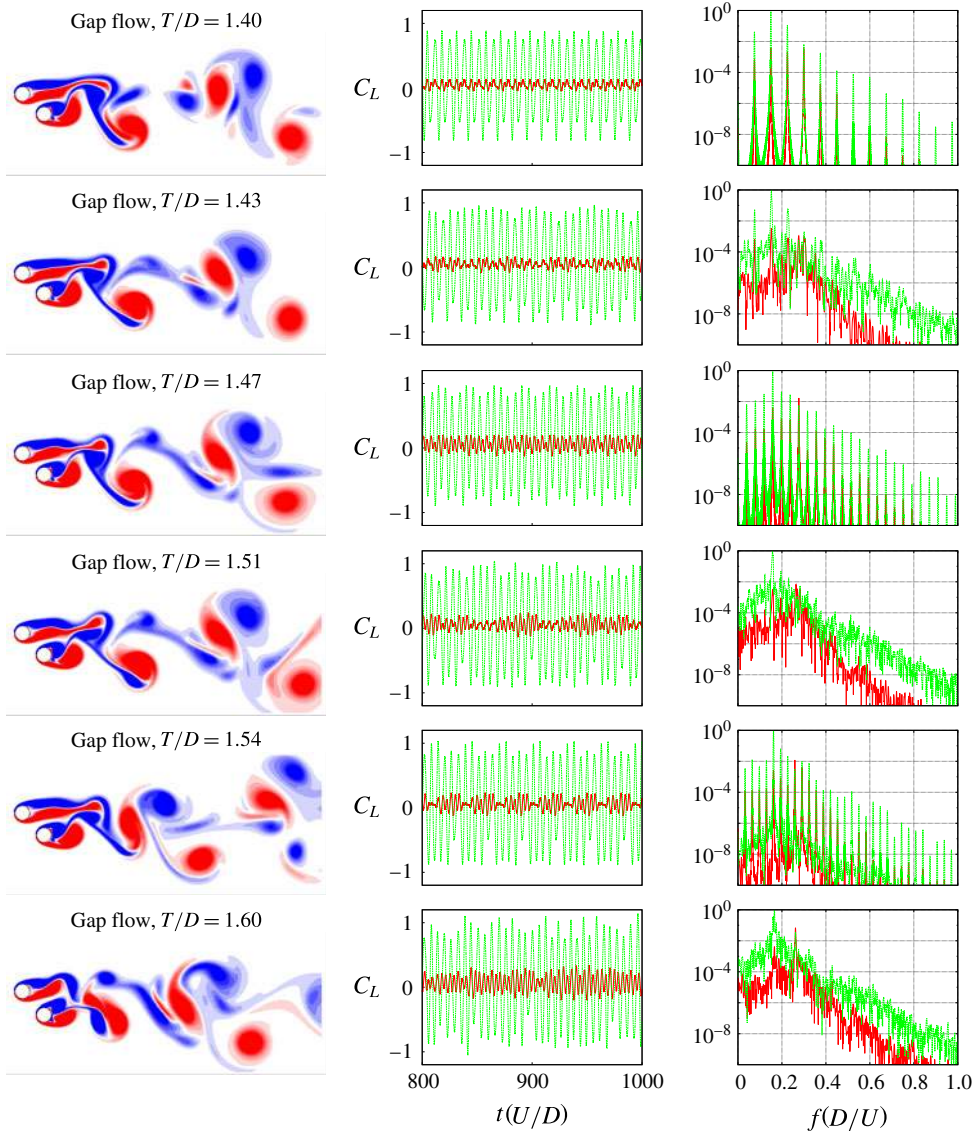 Gap flow, T/D = 1.40
1
C_L 0
−1
10^0
10^−4
10^−8
Gap flow, T/D = 1.43
1
C_L 0
−1
10^0
10^−4
10^−8
Gap flow, T/D = 1.47
1
C_L 0
−1
10^0
10^−4
10^−8
Gap flow, T/D = 1.51
1
C_L 0
−1
10^0
10^−4
10^−8
Gap flow, T/D = 1.54
1
C_L 0
−1
10^0
10^−4
10^−8
Gap flow, T/D = 1.60
1
C_L 0
−1
10^0
10^−4
10^−8
800 900 1000
0 0.2 0.4 0.6 0.8 1.0
t(U/D)
f(D/U)